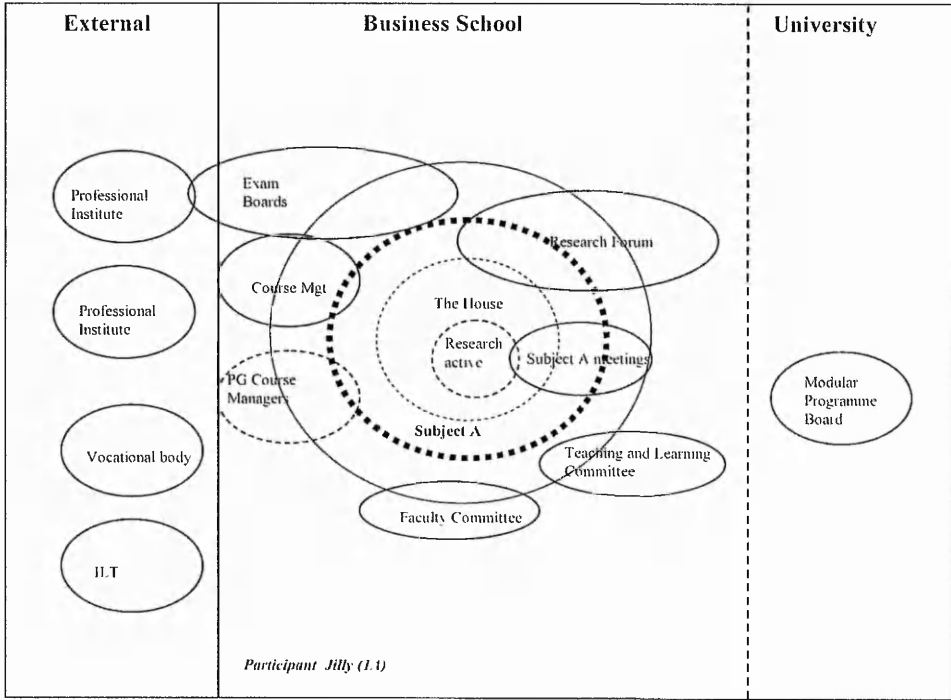 External
Business School
University
Professional
Institute
Exam
Boards
Research Forum
Course Mgt
The House
Professional
Institute
Research
active
Subject A meetings
PG Course
Managers
Modular
Programme
Board
Subject A
Vocational body
Teaching and Learning
Committee
Faculty Committee
ILT
Participant Jilly (1A)